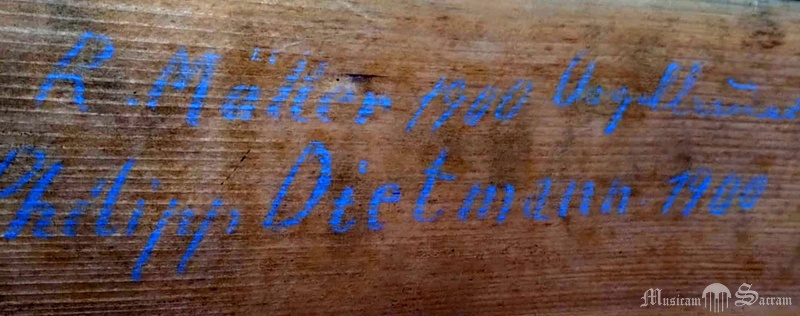 R. Müller 1900
Philipp Dietmann 1900
Musicam Sacram